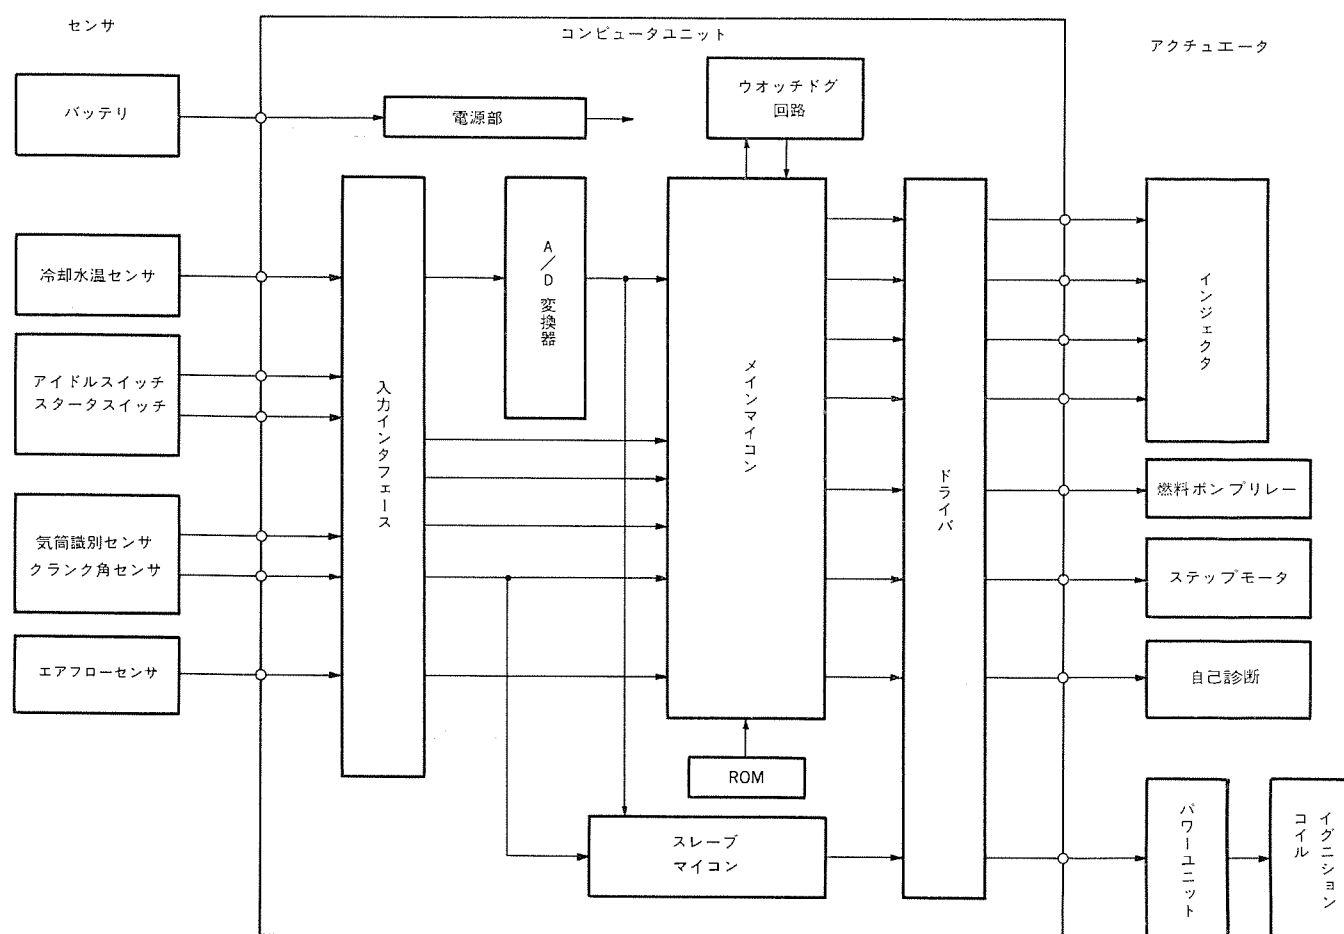 センサ
コンピュータユニット
アクチュエータ
バッテリ
電源部
ウオッチドグ
回路
冷却水温センサ
A/D変換器
インジェクタ
アイドルスイッチ
スタータスイッチ
入力インタフェース
メインマイコン
ドライバ
燃料ポンプリレー
気筒識別センサ
クランク角センサ
ステップモータ
エアフローセンサ
自己診断
ROM
スレーブ
マイコン
パワーユニット
イグニション
コイル